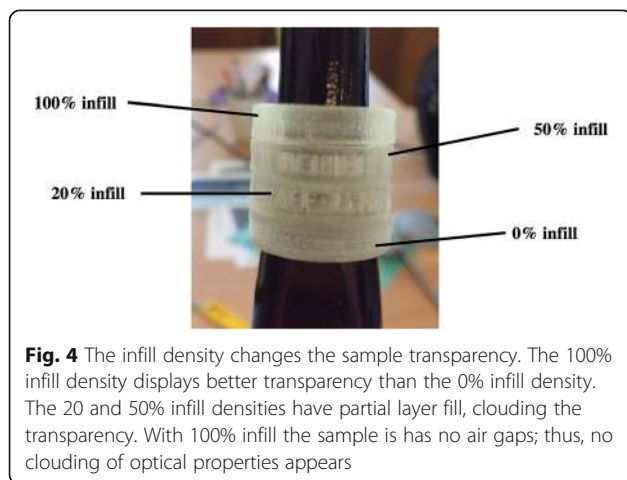 100% infill
50% infill
20% infill
0% infill
Fig. 4 The infill density changes the sample transparency. The 100%
infill density displays better transparency than the 0% infill density.
The 20 and 50% infill densities have partial layer fill, clouding the
transparency. With 100% infill the sample is has no air gaps; thus, no
clouding of optical properties appears